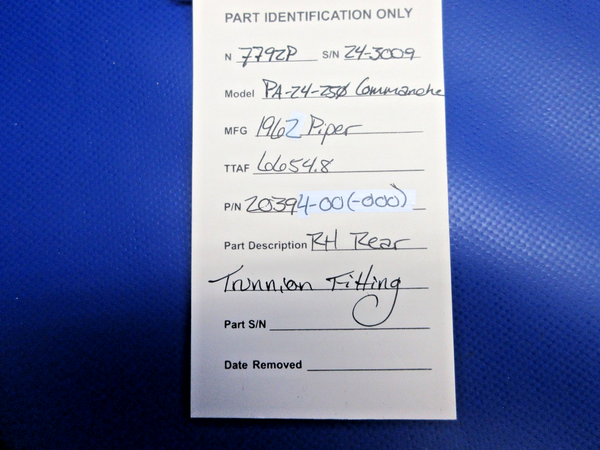 PART IDENTIFICATION ONLY
N 7792P S/N 24-3009
Model PA-24-250 Commanche
MFG 1962 Piper
TTAF 6654.8
P/N 20394-00(-000)
Part Description RH Rear
Trunnion Fitting
Part S/N
Date Removed